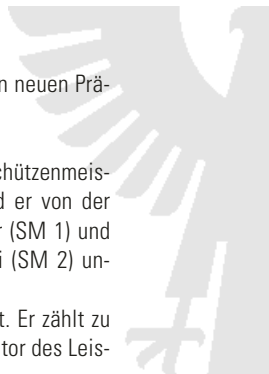 n neuen Prä-
chützenmeis-
d er von der
r (SM 1) und
i (SM 2) un-
t. Er zählt zu
tor des Leis-